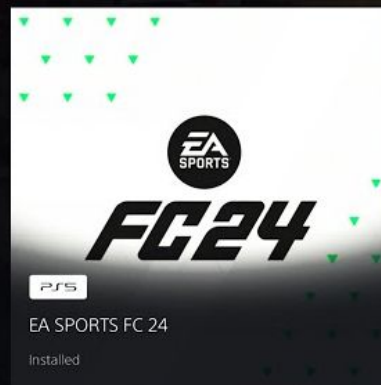 EA
SPORTS
FC24
PS5
EA SPORTS FC 24
Installed